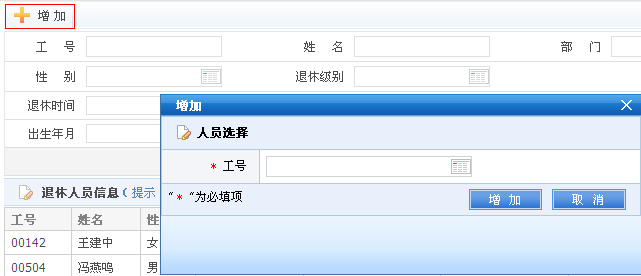 增 加
工 号 姓 名 部 门
性 别 退休级别
退休时间
出生年月
增加
人员选择
* 工号
“*“为必填项 增 加 取 消
退休人员信息(提示
工号 姓名 性
00142 王建中 女
00504 冯燕鸣 男